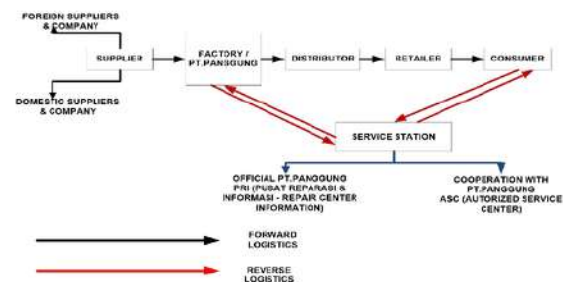 FOREIGN SUPPLIERS
& COMPANY
SUPPLIER
FACTORY /
PT.PANGGUNG
DISTRIBUTOR
RETAILER
CONSUMER
DOMESTIC SUPPLIERS
& COMPANY
SERVICE STATION
OFFICIAL PT.PANGGUNG
PRI (PUSAT REPARASI &
INFORMASI - REPAIR CENTER
INFORMATION)
COOPERATION WITH
PT.PANGGUNG
ASC (AUTORIZED SERVICE
CENTER)
FORWARD
LOGISTICS
REVERSE
LOGISTICS